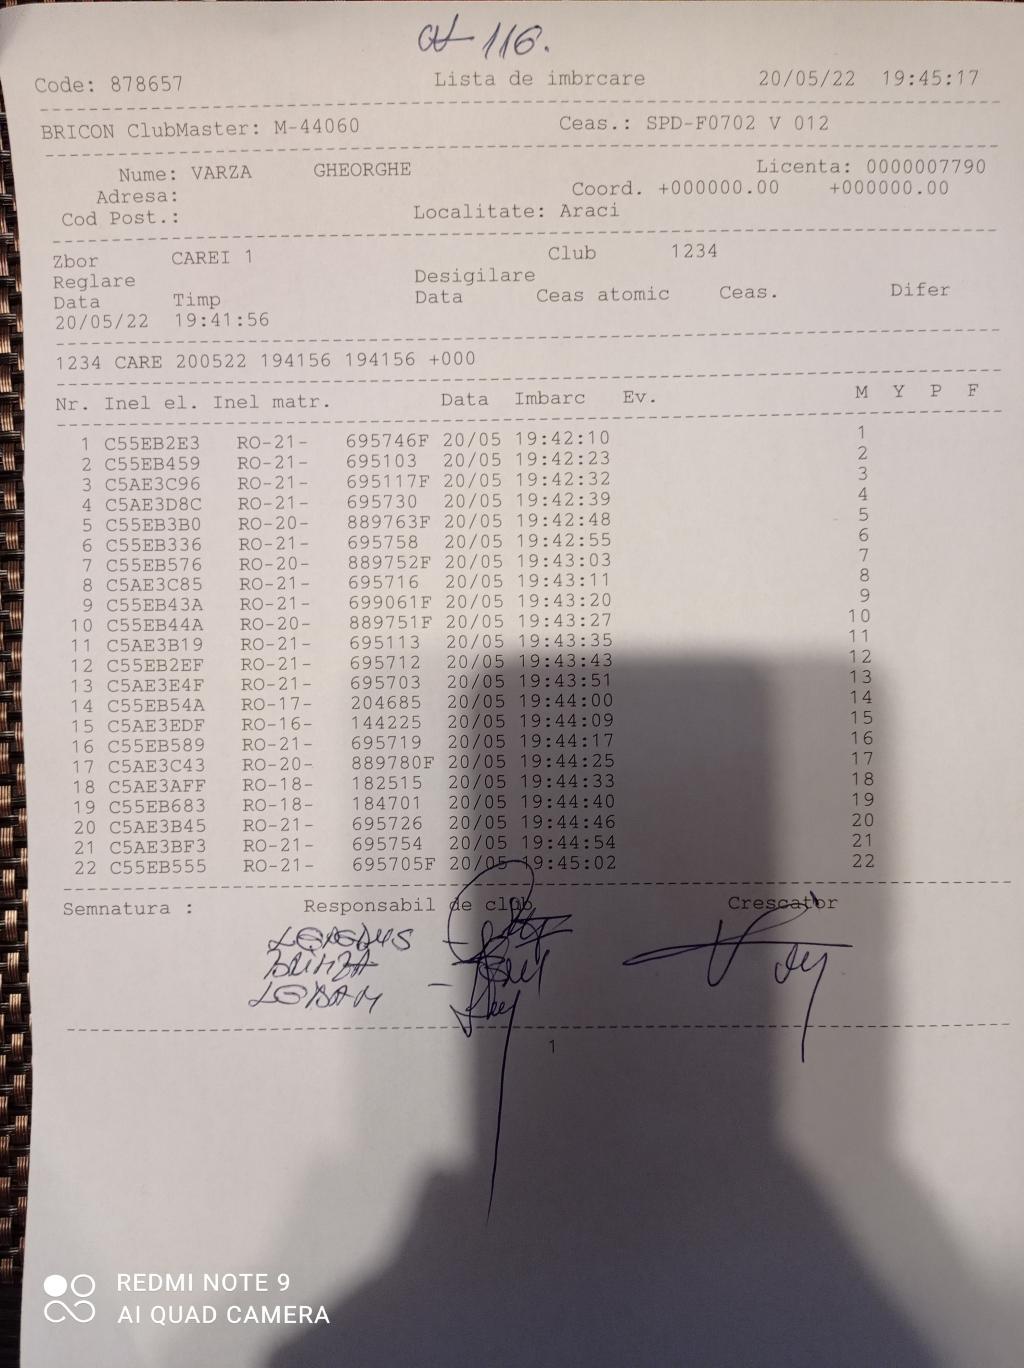 116.
Code: 878657 Lista de imbrcare 20/05/22 19:45:17
BRICON ClubMaster: M-44060 Ceas.: SPD-F0702 V 012
Nume: VARZA GHEORGHE Licenta: 0000007790
Adresa: Coord. +000000.00 +000000.00
Cod Post.: Localitate: Araci
Zbor CAREI 1 Club 1234
Reglare Desigilare
Data Timp Data Ceas atomic Ceas. Difer
20/05/22 19:41:56
1234 CARE 200522 194156 194156 +000
Nr. Inel el. Inel matr. Data Imbarc Ev. M Y P F
1 C55EB2E3 RO-21- 695746F 20/05 19:42:10 1
2 C55EB459 RO-21- 695103 20/05 19:42:23 2
3 C5AE3C96 RO-21- 695117F 20/05 19:42:32 3
4 C5AE3D8C RO-21- 695730 20/05 19:42:39 4
5 C55EB3B0 RO-20- 889763F 20/05 19:42:48 5
6 C55EB336 RO-21- 695758 20/05 19:42:55 6
7 C55EB576 RO-20- 889752F 20/05 19:43:03 7
8 C5AE3C85 RO-21- 695716 20/05 19:43:11 8
9 C55EB43A RO-21- 699061F 20/05 19:43:20 9
10 C55EB44A RO-20- 889751F 20/05 19:43:27 10
11 C5AE3B19 RO-21- 695113 20/05 19:43:35 11
12 C55EB2EF RO-21- 695712 20/05 19:43:43 12
13 C5AE3E4F RO-21- 695703 20/05 19:43:51 13
14 C55EB54A RO-17- 204685 20/05 19:44:00 14
15 C5AE3EDF RO-16- 144225 20/05 19:44:09 15
16 C55EB589 RO-21- 695719 20/05 19:44:17 16
17 C5AE3C43 RO-20- 889780F 20/05 19:44:25 17
18 C5AE3AFF RO-18- 182515 20/05 19:44:33 18
19 C55EB683 RO-18- 184701 20/05 19:44:40 19
20 C5AE3B45 RO-21- 695726 20/05 19:44:46 20
21 C5AE3BF3 RO-21- 695754 20/05 19:44:54 21
22 C55EB555 RO-21- 695705F 20/05 19:45:02 22
Semnatura : Responsabil de club Crescator
1
REDMI NOTE 9
AI QUAD CAMERA